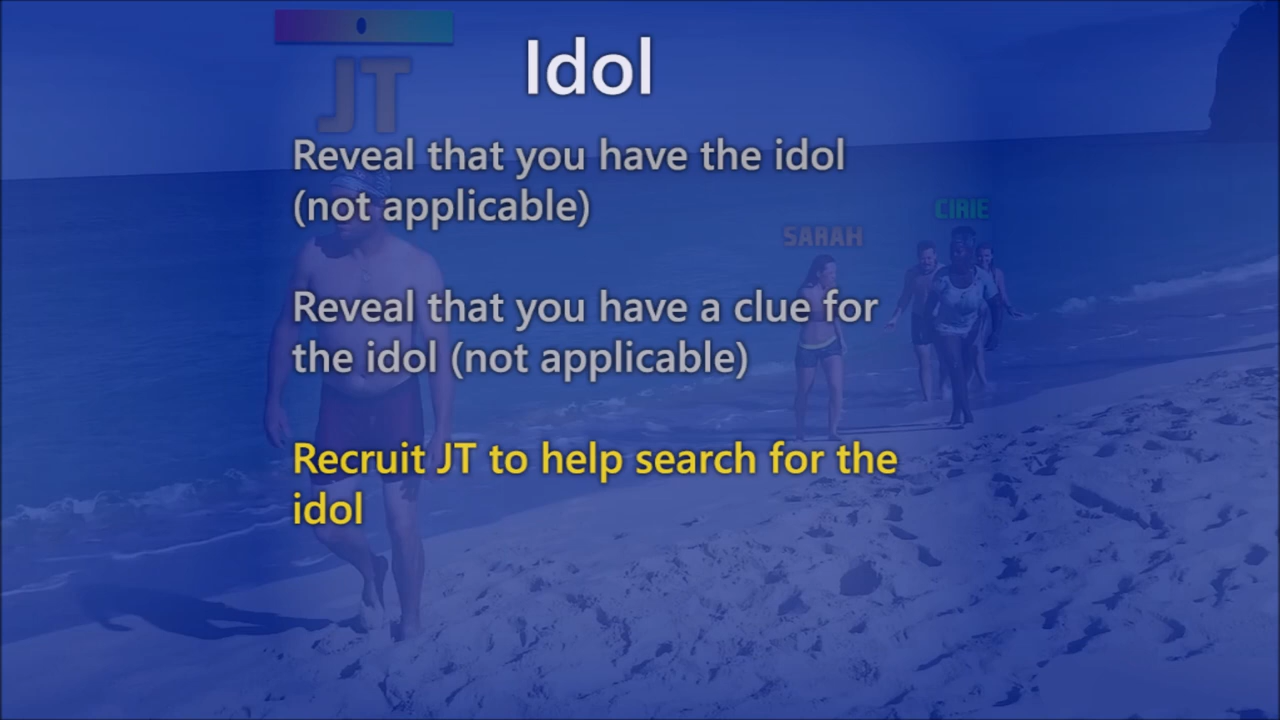 JT
Idol
Reveal that you have the idol
(not applicable)
SARAH
CIRIE
Reveal that you have a clue for
the idol (not applicable)
Recruit JT to help search for the
idol